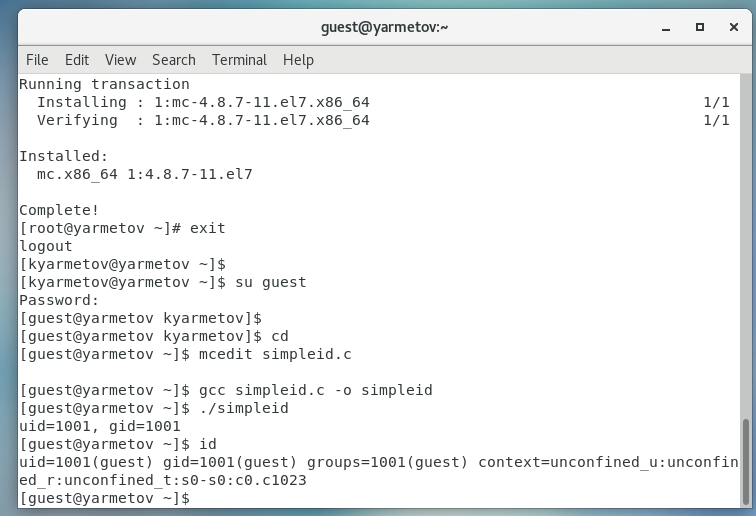 guest@yarmetov:~
File Edit View Search Terminal Help
Running transaction
  Installing : 1:mc-4.8.7-11.el7.x86_64 1/1
  Verifying  : 1:mc-4.8.7-11.el7.x86_64 1/1
Installed:
  mc.x86_64 1:4.8.7-11.el7
Complete!
[root@yarmetov ~]# exit
logout
[kyarmetov@yarmetov ~]$
[kyarmetov@yarmetov ~]$ su guest
Password:
[guest@yarmetov kyarmetov]$
[guest@yarmetov kyarmetov]$ cd
[guest@yarmetov ~]$ mcedit simpleid.c
[guest@yarmetov ~]$ gcc simpleid.c -o simpleid
[guest@yarmetov ~]$ ./simpleid
uid=1001, gid=1001
[guest@yarmetov ~]$ id
uid=1001(guest) gid=1001(guest) groups=1001(guest) context=unconfined_u:unconfin
ed_r:unconfined_t:s0-s0:c0.c1023
[guest@yarmetov ~]$